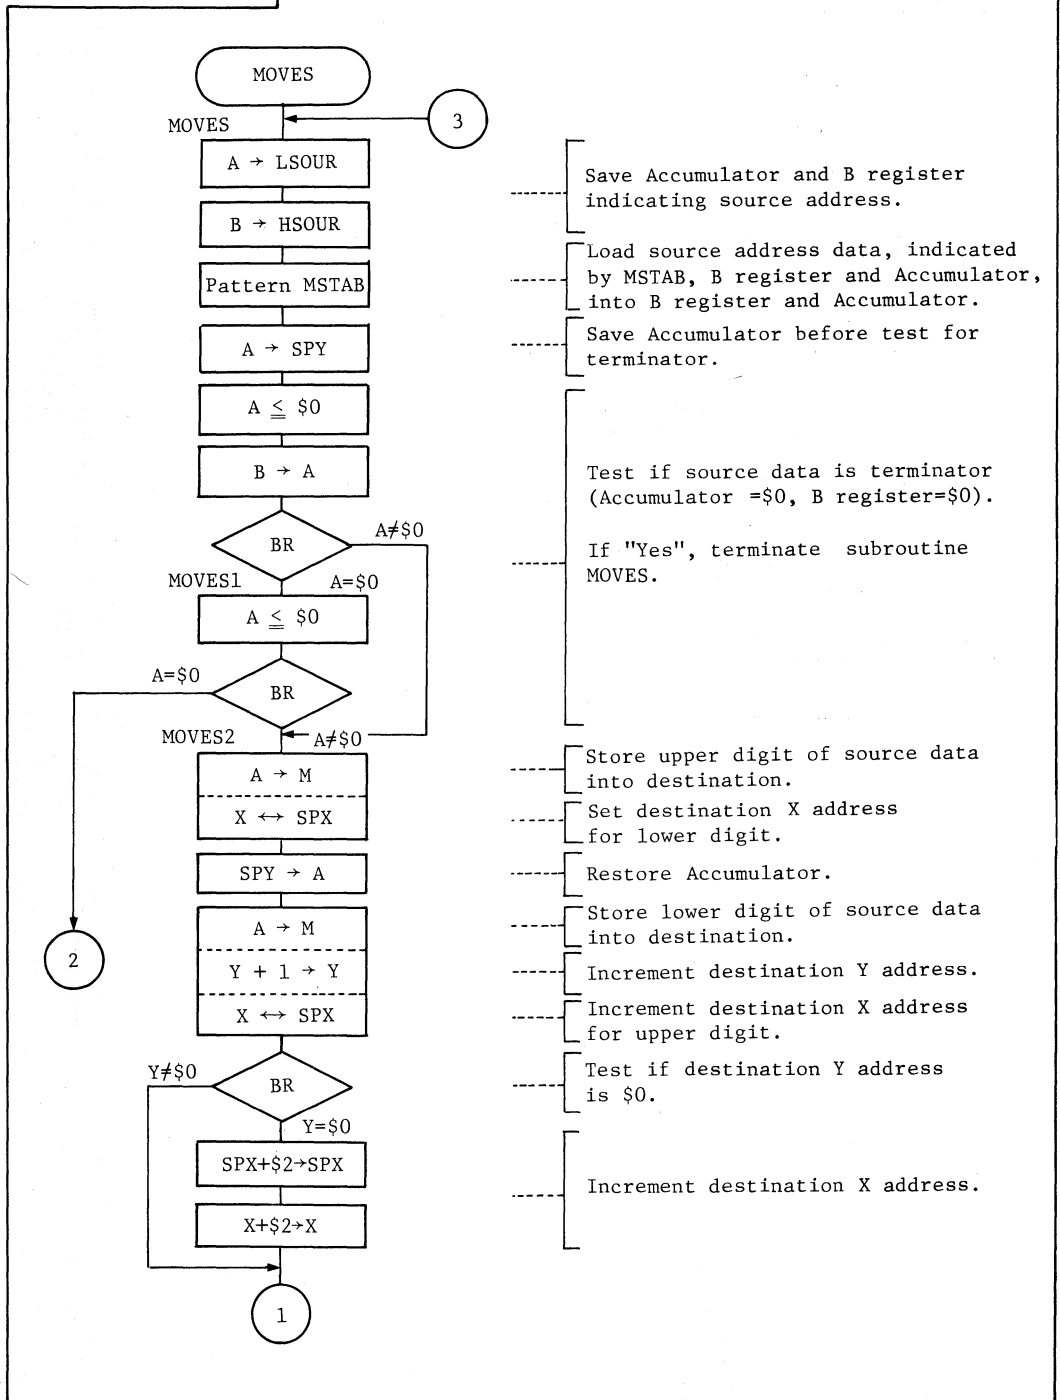 MOVES
3
MOVES
A → LSOUR
Save Accumulator and B register
indicating source address.
B → HSOUR
Load source address data, indicated
by MSTAB, B register and Accumulator,
into B register and Accumulator.
Pattern MSTAB
Save Accumulator before test for
terminator.
A → SPY
A ≦ $0
B → A
Test if source data is terminator
(Accumulator =$0, B register=$0).
If "Yes", terminate subroutine
MOVES.
BR
A≠$0
MOVES1
A=$0
A ≦ $0
A=$0
BR
MOVES2
A≠$0
A → M
Store upper digit of source data
into destination.
X ↔ SPX
Set destination X address
for lower digit.
SPY → A
Restore Accumulator.
A → M
Store lower digit of source data
into destination.
2
Y + 1 → Y
Increment destination Y address.
X ↔ SPX
Increment destination X address
for upper digit.
Y≠$0
BR
Test if destination Y address
is $0.
Y=$0
SPX+$2→SPX
Increment destination X address.
X+$2→X
1